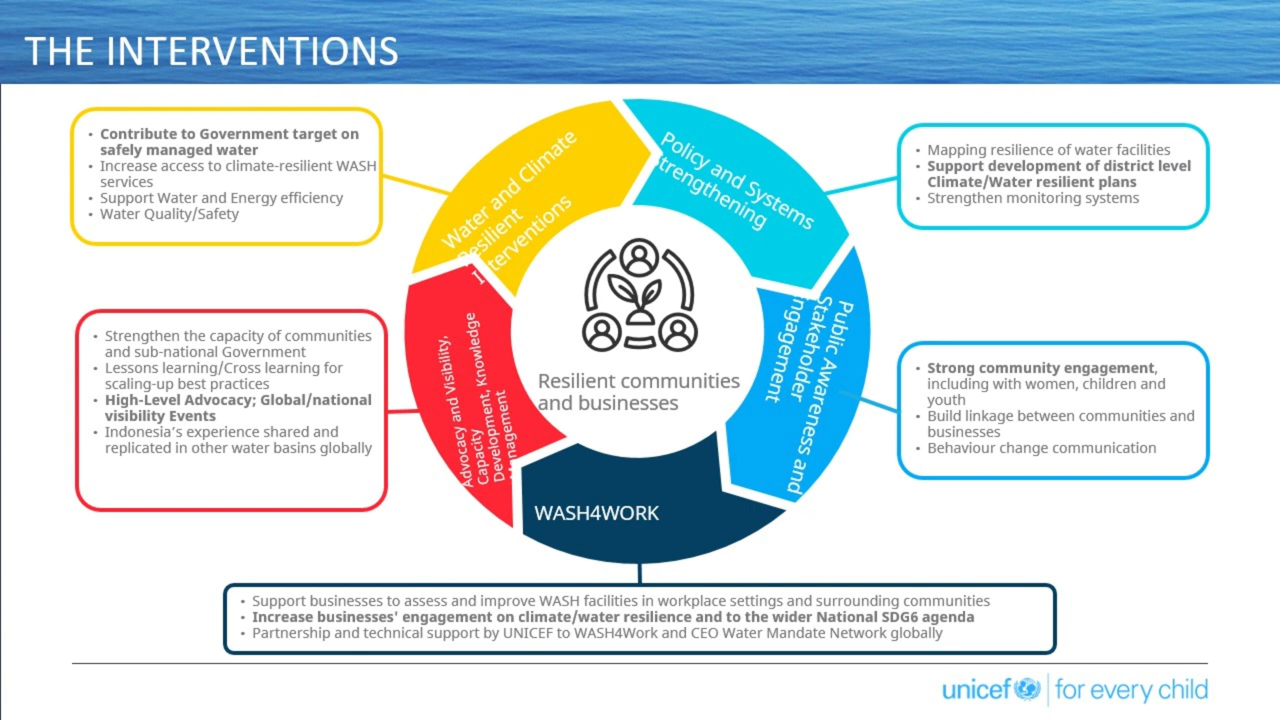 THE INTERVENTIONS
• Contribute to Government target on
safely managed water
• Increase access to climate-resilient WASH
services
• Support Water and Energy efficiency
• Water Quality/Safety
Water and Climate
Resilient
Interventions
Policy and Systems
Strengthening
• Mapping resilience of water facilities
• Support development of district level
Climate/Water resilient plans
• Strengthen monitoring systems
• Strengthen the capacity of communities
and sub-national Government
• Lessons learning/Cross learning for
scaling-up best practices
• High-Level Advocacy; Global/national
visibility Events
• Indonesia's experience shared and
replicated in other water basins globally
Advocacy and Visibility,
Capacity
Development, Knowledge
Management
Resilient communities
and businesses
Public Awareness and
Stakeholder
Engagement
• Strong community engagement,
including with women, children and
youth
• Build linkage between communities and
businesses
• Behaviour change communication
WASH4WORK
• Support businesses to assess and improve WASH facilities in workplace settings and surrounding communities
• Increase businesses' engagement on climate/water resilience and to the wider National SDG6 agenda
• Partnership and technical support by UNICEF to WASH4Work and CEO Water Mandate Network globally
unicef | for every child